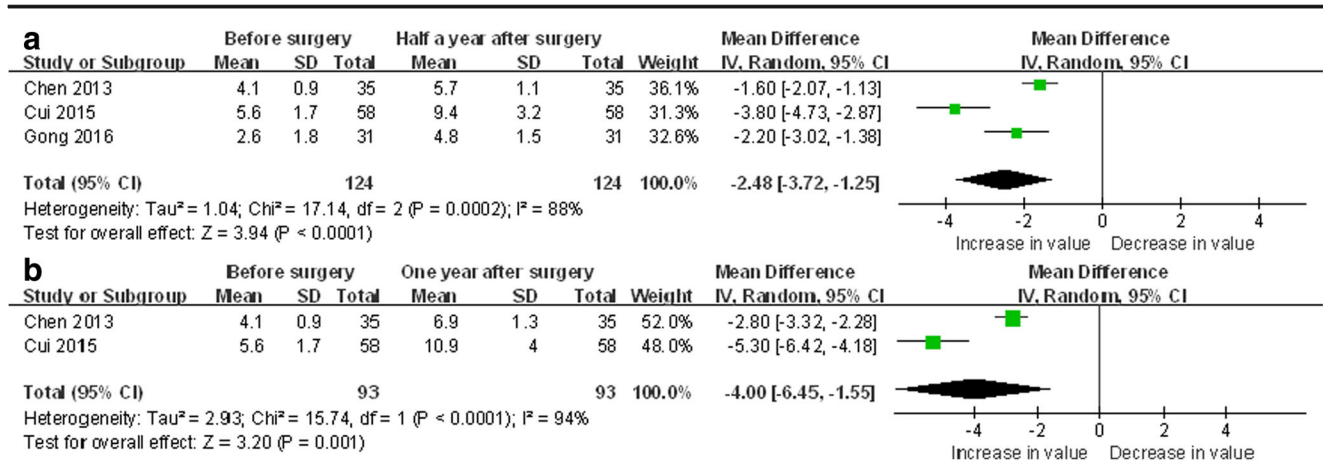 a
Before surgery Half a year after surgery Mean Difference Mean Difference
Study or Subgroup Mean SD Total Mean SD Total Weight IV, Random, 95% CI IV, Random, 95% CI
Chen 2013 4.1 0.9 35 5.7 1.1 35 36.1% -1.60 [-2.07, -1.13]
Cui 2015 5.6 1.7 58 9.4 3.2 58 31.3% -3.80 [-4.73, -2.87]
Gong 2016 2.6 1.8 31 4.8 1.5 31 32.6% -2.20 [-3.02, -1.38]
Total (95% CI) 124 124 100.0% -2.48 [-3.72, -1.25]
Heterogeneity: Tau² = 1.04; Chi² = 17.14, df = 2 (P = 0.0002); I² = 88%
Test for overall effect: Z = 3.94 (P < 0.0001)
-4 -2 0 2 4
Increase in value Decrease in value
b
Before surgery One year after surgery Mean Difference Mean Difference
Study or Subgroup Mean SD Total Mean SD Total Weight IV, Random, 95% CI IV, Random, 95% CI
Chen 2013 4.1 0.9 35 6.9 1.3 35 52.0% -2.80 [-3.32, -2.28]
Cui 2015 5.6 1.7 58 10.9 4 58 48.0% -5.30 [-6.42, -4.18]
Total (95% CI) 93 93 100.0% -4.00 [-6.45, -1.55]
Heterogeneity: Tau² = 2.93; Chi² = 15.74, df = 1 (P < 0.0001); I² = 94%
Test for overall effect: Z = 3.20 (P = 0.001)
-4 -2 0 2 4
Increase in value Decrease in value